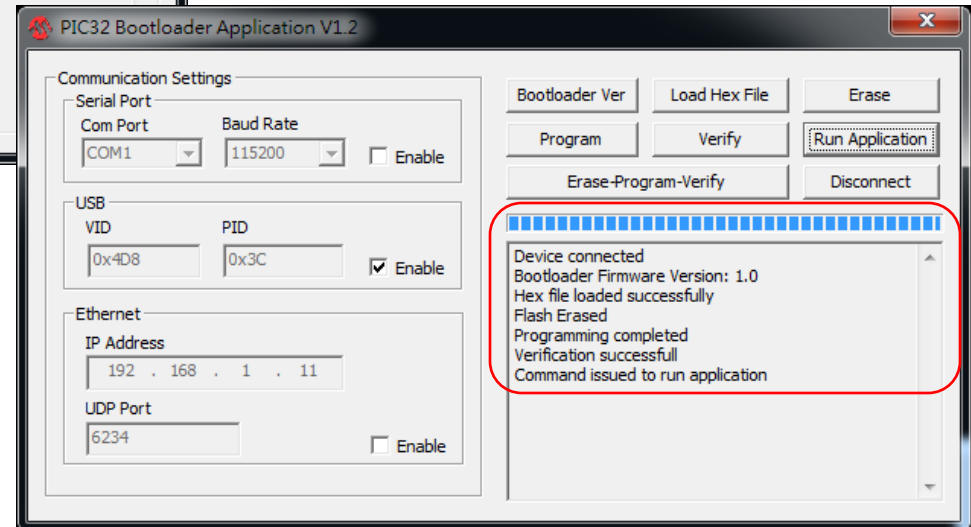 PIC32 Bootloader Application V1.2
Communication Settings
Serial Port
Com Port Baud Rate
COM1 115200 Enable
USB
VID PID
0x4D8 0x3C Enable
Ethernet
IP Address
192 . 168 . 1 . 11
UDP Port
6234 Enable
Bootloader Ver Load Hex File Erase
Program Verify Run Application
Erase-Program-Verify Disconnect
Device connected
Bootloader Firmware Version: 1.0
Hex file loaded successfully
Flash Erased
Programming completed
Verification successfull
Command issued to run application